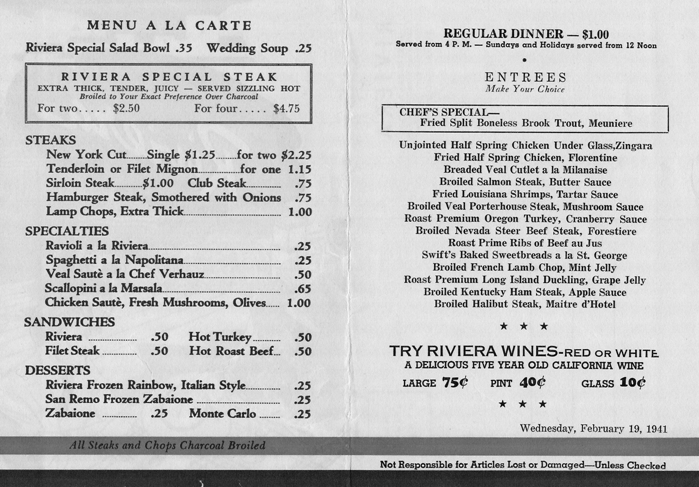 MENU A LA CARTE
Riviera Special Salad Bowl .35 Wedding Soup .25
RIVIERA SPECIAL STEAK
EXTRA THICK, TENDER, JUICY — SERVED SIZZLING HOT
Broiled to Your Exact Preference Over Charcoal
For two..... $2.50 For four..... $4.75
STEAKS
New York Cut........Single $1.25.......for two $2.25
Tenderloin or Filet Mignon.............for one 1.15
Sirloin Steak.........$1.00 Club Steak........... .75
Hamburger Steak, Smothered with Onions .75
Lamp Chops, Extra Thick................................ 1.00
SPECIALTIES
Ravioli a la Riviera........................................... .25
Spaghetti a la Napolitana................................ .25
Veal Sautè a la Chef Verhauz......................... .50
Scallopini a la Marsala...................................... .65
Chicken Sautè, Fresh Mushrooms, Olives..... 1.00
SANDWICHES
Riviera ................ .50 Hot Turkey......... .50
Filet Steak ............ .50 Hot Roast Beef... .50
DESSERTS
Riviera Frozen Rainbow, Italian Style........... .25
San Remo Frozen Zabaione ......................... .25
Zabaione ............ .25 Monte Carlo ....... .25
All Steaks and Chops Charcoal Broiled
REGULAR DINNER — $1.00
Served from 4 P. M. — Sundays and Holidays served from 12 Noon
ENTREES
Make Your Choice
CHEF'S SPECIAL—
Fried Split Boneless Brook Trout, Meuniere
Unjointed Half Spring Chicken Under Glass,Zingara
Fried Half Spring Chicken, Florentine
Breaded Veal Cutlet a la Milanaise
Broiled Salmon Steak, Butter Sauce
Fried Louisiana Shrimps, Tartar Sauce
Broiled Veal Porterhouse Steak, Mushroom Sauce
Roast Premium Oregon Turkey, Cranberry Sauce
Broiled Nevada Steer Beef Steak, Forestiere
Roast Prime Ribs of Beef au Jus
Swift's Baked Sweetbreads a la St. George
Broiled French Lamb Chop, Mint Jelly
Roast Premium Long Island Duckling, Grape Jelly
Broiled Kentucky Ham Steak, Apple Sauce
Broiled Halibut Steak, Maitre d'Hotel
★ ★ ★
TRY RIVIERA WINES-RED OR WHITE
A DELICIOUS FIVE YEAR OLD CALIFORNIA WINE
LARGE 75¢ PINT 40¢ GLASS 10¢
★ ★ ★
Wednesday, February 19, 1941
Not Responsible for Articles Lost or Damaged—Unless Checked